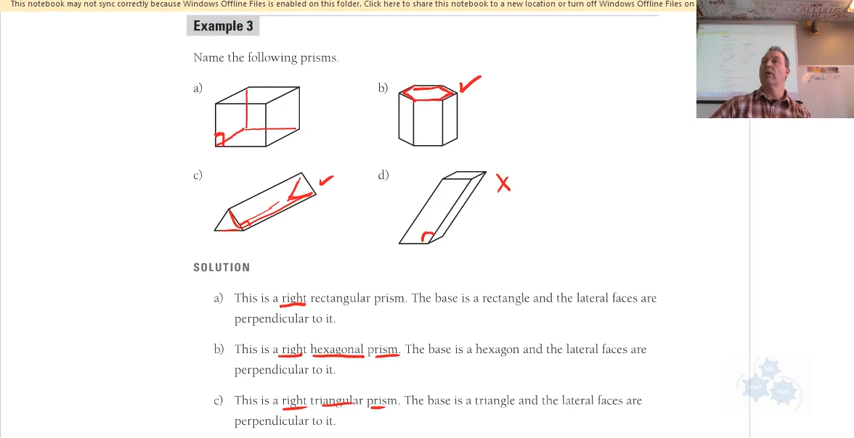 This notebook may not sync correctly because Windows Offline Files is enabled on this folder. Click here to share this notebook to a new location or turn off Windows Offline Files on
Example 3
Name the following prisms.
a)
b)
c)
d)
SOLUTION
a) This is a right rectangular prism. The base is a rectangle and the lateral faces are
perpendicular to it.
b) This is a right hexagonal prism. The base is a hexagon and the lateral faces are
perpendicular to it.
c) This is a right triangular prism. The base is a triangle and the lateral faces are
perpendicular to it.